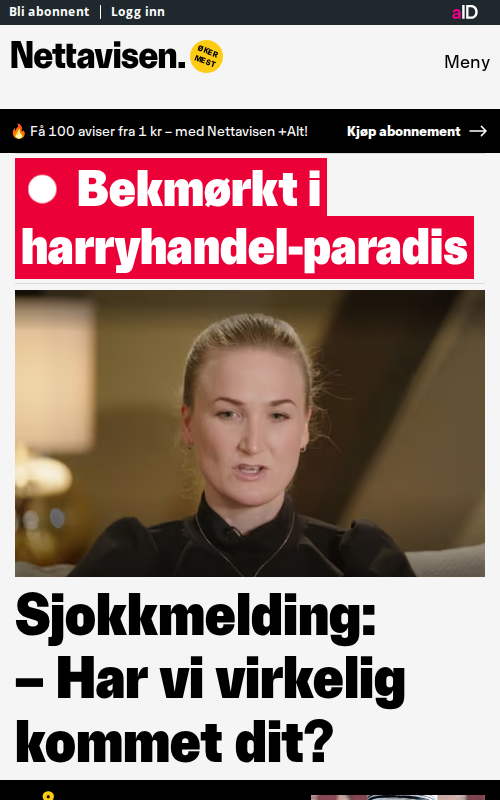 Bli abonnent | Logg inn
aID
Nettavisen.
ØKER
MEST
Meny
🔥 Få 100 aviser fra 1 kr – med Nettavisen +Alt!
Kjøp abonnement →
Bekmørkt i
harryhandel-paradis
Sjokkmelding:
– Har vi virkelig
kommet dit?